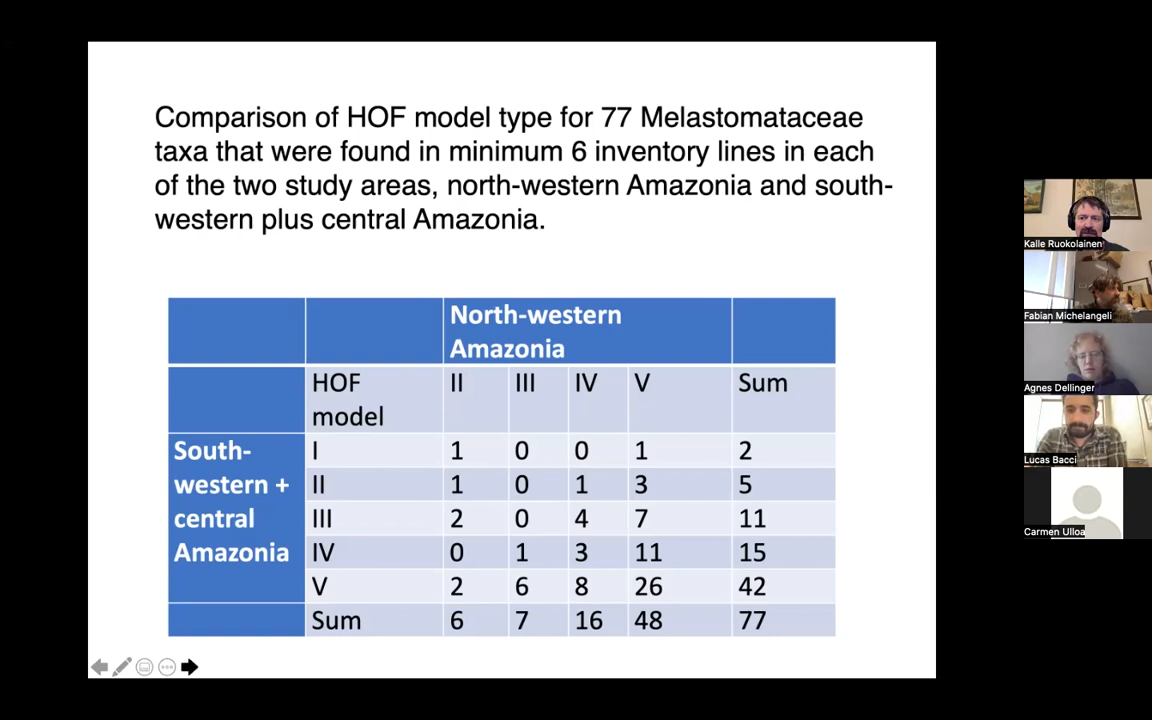 Comparison of HOF model type for 77 Melastomataceae
taxa that were found in minimum 6 inventory lines in each
of the two study areas, north-western Amazonia and south-
western plus central Amazonia.
North-western
Amazonia
HOF
model
II III IV V Sum
South-
western +
central
Amazonia
I 1 0 0 1 2
II 1 0 1 3 5
III 2 0 4 7 11
IV 0 1 3 11 15
V 2 6 8 26 42
Sum 6 7 16 48 77
Kalle Ruokolainen
Fabian Michelangeli
Agnes Dellinger
Lucas Bacci
Carmen Ulloa